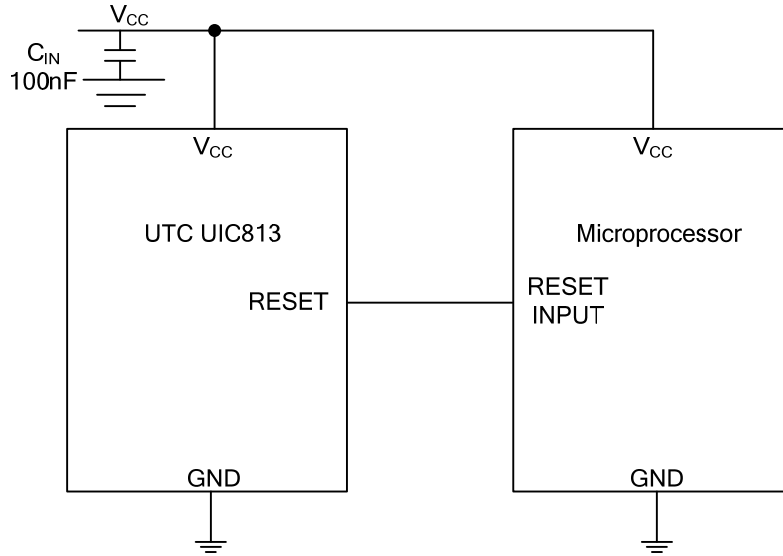 VCC
CIN
100nF
VCC
VCC
UTC UIC813
Microprocessor
RESET
RESET
INPUT
GND
GND